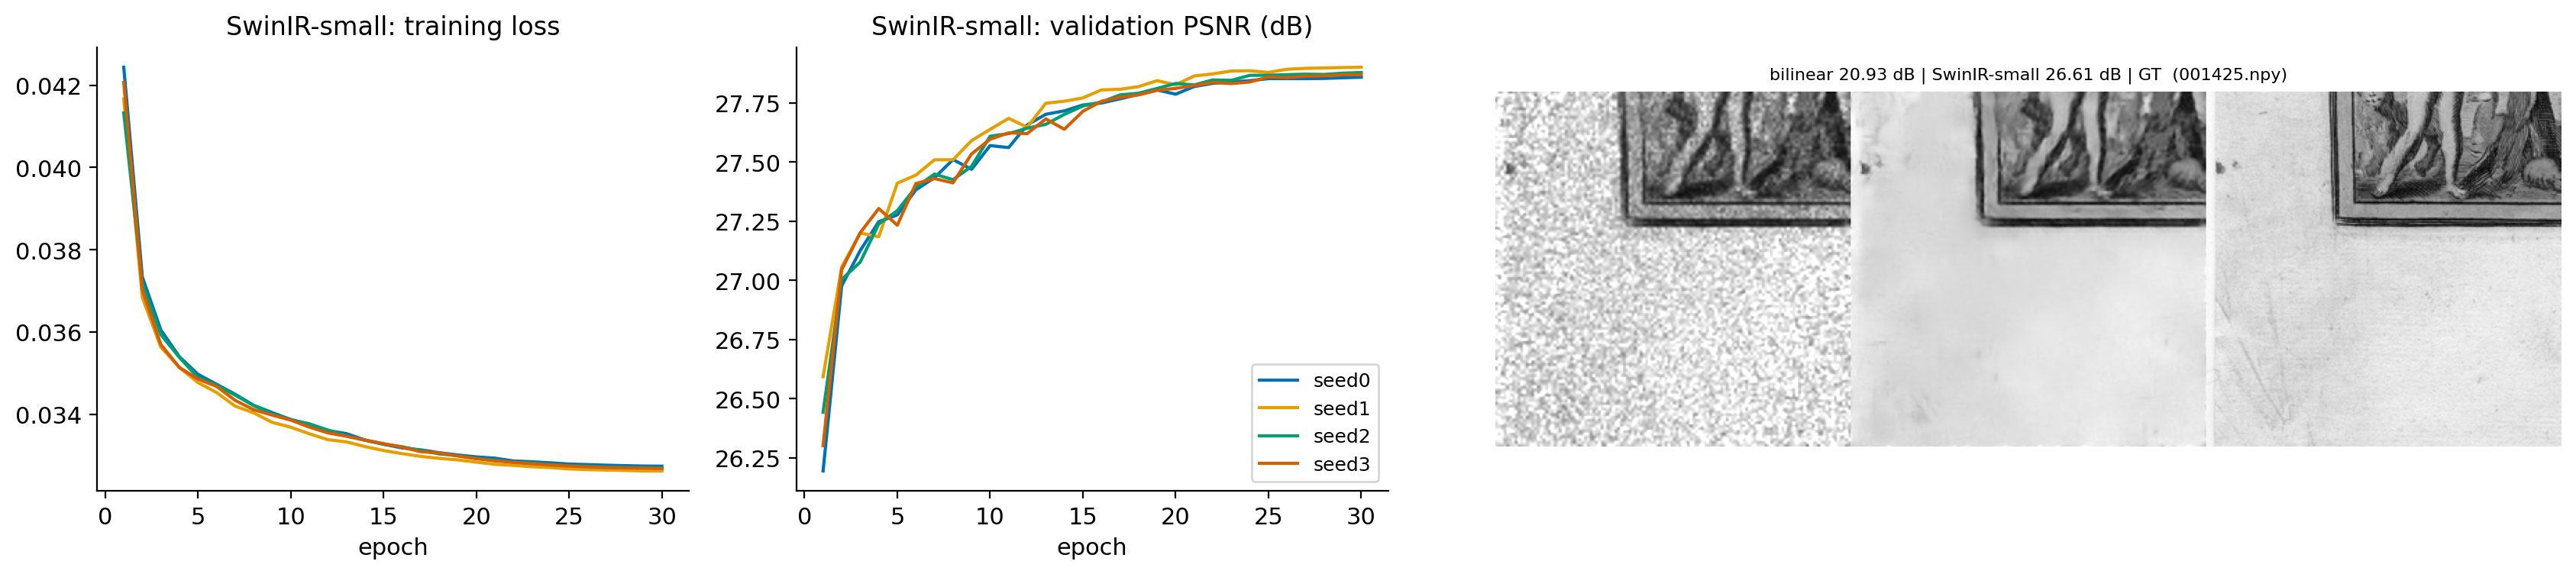 SwinIR-small: training loss
0.042
0.040
0.038
0.036
0.034
0
5
10
15
20
25
30
epoch
SwinIR-small: validation PSNR (dB)
27.75
27.50
27.25
27.00
26.75
26.50
26.25
seed0
seed1
seed2
seed3
0
5
10
15
20
25
30
epoch
bilinear 20.93 dB | SwinIR-small 26.61 dB | GT (001425.npy)